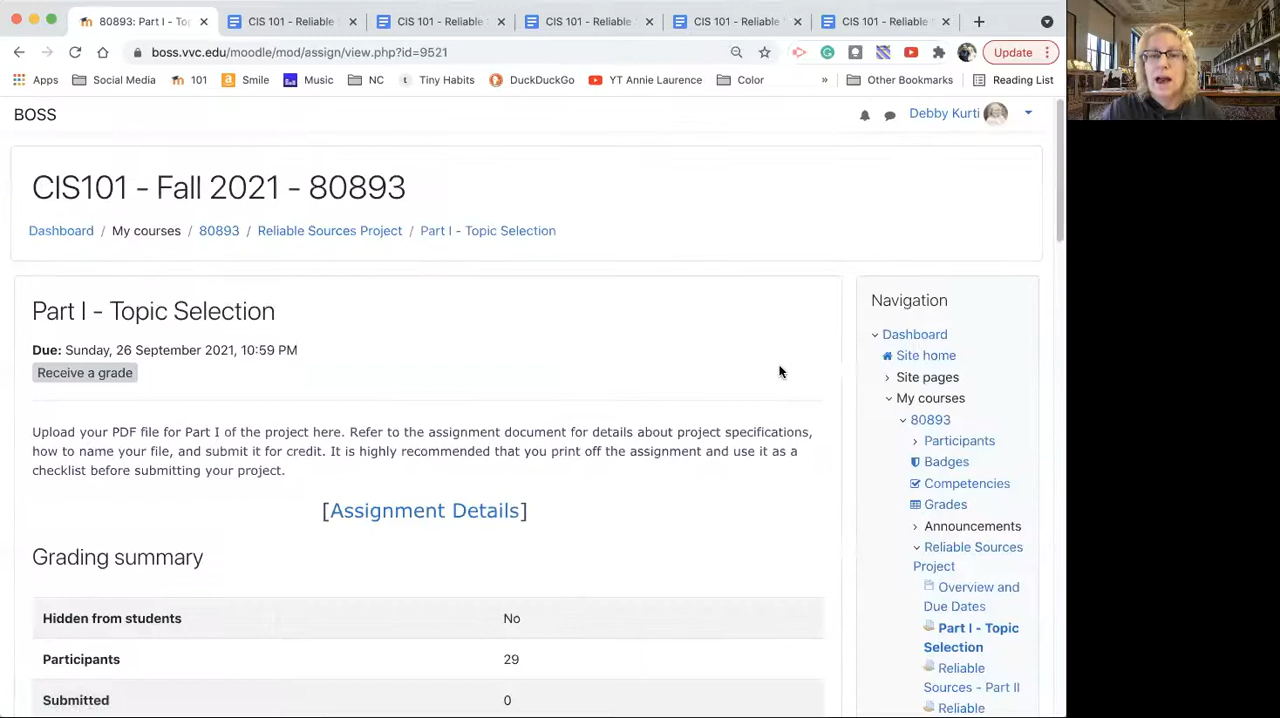 80893: Part I - To
CIS 101 - Reliable
CIS 101 - Reliable S
CIS 101 - Reliable
CIS 101 - Reliable
CIS 101 - Reliable
boss.vvc.edu/moodle/mod/assign/view.php?id=9521
Update
Apps
Social Media
101
Smile
Music
NC
Tiny Habits
DuckDuckGo
YT Annie Laurence
Color
»
Other Bookmarks
Reading List
BOSS
Debby Kurti
CIS101 - Fall 2021 - 80893
Dashboard / My courses / 80893 / Reliable Sources Project / Part I - Topic Selection
Part I - Topic Selection
Due: Sunday, 26 September 2021, 10:59 PM
Receive a grade
Upload your PDF file for Part I of the project here. Refer to the assignment document for details about project specifications,
how to name your file, and submit it for credit. It is highly recommended that you print off the assignment and use it as a
checklist before submitting your project.
[Assignment Details]
Grading summary
Hidden from students No
Participants 29
Submitted 0
Navigation
Dashboard
Site home
Site pages
My courses
80893
Participants
Badges
Competencies
Grades
Announcements
Reliable Sources
Project
Overview and
Due Dates
Part I - Topic
Selection
Reliable
Sources - Part II
Reliable